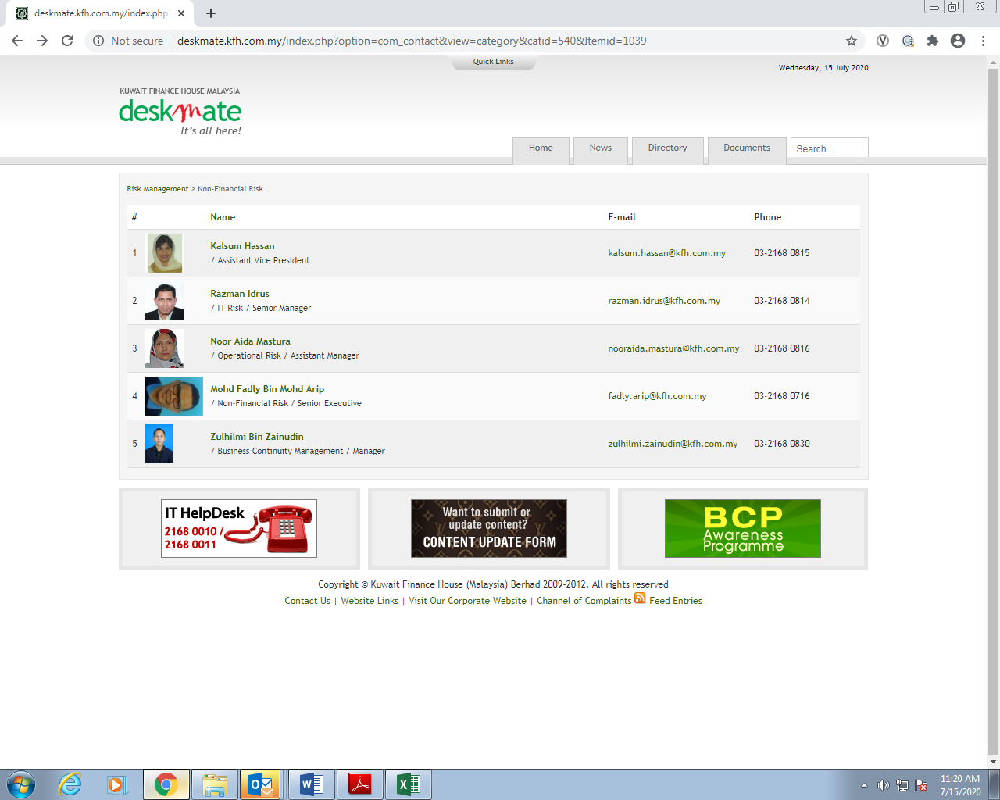 deskmate.kfh.com.my/index.php?
Not secure | deskmate.kfh.com.my/index.php?option=com_contact&view=category&catid=540&Itemid=1039
Quick Links
Wednesday, 15 July 2020
KUWAIT FINANCE HOUSE MALAYSIA
deskmate
It's all here!
Home News Directory Documents Search...
Risk Management > Non-Financial Risk
# Name E-mail Phone
1 Kalsum Hassan kalsum.hassan@kfh.com.my 03-2168 0815
/ Assistant Vice President
2 Razman Idrus razman.idrus@kfh.com.my 03-2168 0814
/ IT Risk / Senior Manager
3 Noor Aida Mastura nooraida.mastura@kfh.com.my 03-2168 0816
/ Operational Risk / Assistant Manager
4 Mohd Fadly Bin Mohd Arip fadly.arip@kfh.com.my 03-2168 0716
/ Non-Financial Risk / Senior Executive
5 Zulhilmi Bin Zainudin zulhilmi.zainudin@kfh.com.my 03-2168 0830
/ Business Continuity Management / Manager
IT HelpDesk
2168 0010 /
2168 0011
Want to submit or
update content?
CONTENT UPDATE FORM
BCP
Awareness
Programme
Copyright © Kuwait Finance House (Malaysia) Berhad 2009-2012. All rights reserved
Contact Us | Website Links | Visit Our Corporate Website | Channel of Complaints Feed Entries
11:20 AM
7/15/2020